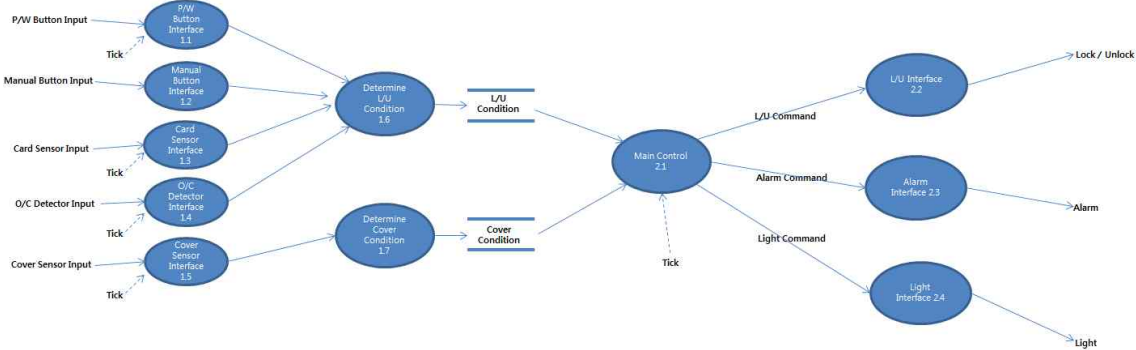 P/W Button Input
P/W
Button
Interface
1.1
Tick
Manual Button Input
Manual
Button
Interface
1.2
Card Sensor Input
Card
Sensor
Interface
1.3
Tick
O/C Detector Input
O/C
Detector
Interface
1.4
Tick
Cover Sensor Input
Cover
Sensor
Interface
1.5
Tick
Determine
L/U
Condition
1.6
Determine
Cover
Condition
1.7
L/U
Condition
Cover
Condition
Main Control
2.1
Tick
L/U Command
Alarm Command
Light Command
L/U Interface
2.2
Alarm
Interface 2.3
Light
Interface 2.4
Lock / Unlock
Alarm
Light